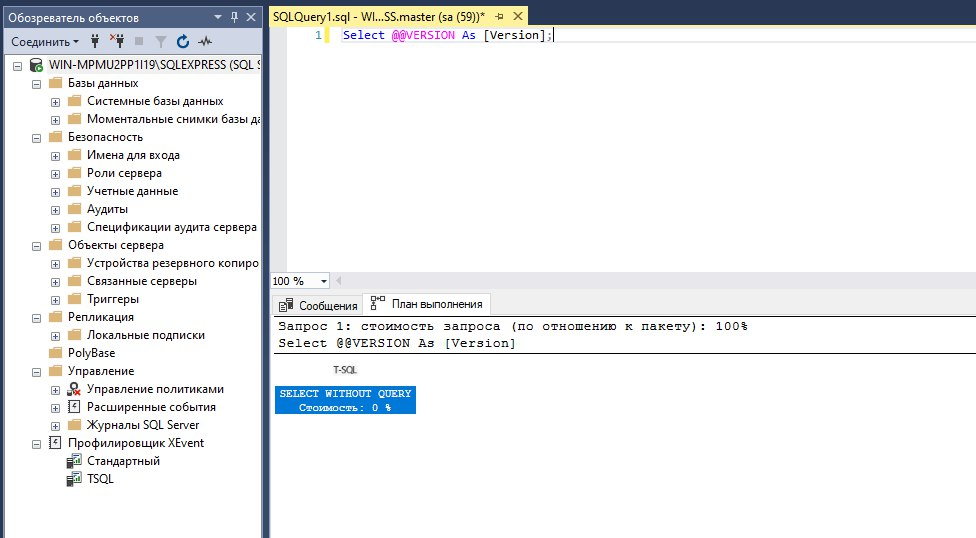 Обозреватель объектов
Соединить
WIN-MPMU2PP1I19\SQLEXPRESS (SQL S
Базы данных
Системные базы данных
Моментальные снимки базы да
Безопасность
Имена для входа
Роли сервера
Учетные данные
Аудиты
Спецификации аудита сервера
Объекты сервера
Устройства резервного копиро
Связанные серверы
Триггеры
Репликация
Локальные подписки
PolyBase
Управление
Управление политиками
Расширенные события
Журналы SQL Server
Профилировщик XEvent
Стандартный
TSQL
SQLQuery1.sql - WI...SS.master (sa (59))*
1 Select @@VERSION As [Version];
100 %
Сообщения План выполнения
Запрос 1: стоимость запроса (по отношению к пакету): 100%
Select @@VERSION As [Version]
T-SQL
SELECT WITHOUT QUERY
Стоимость: 0 %